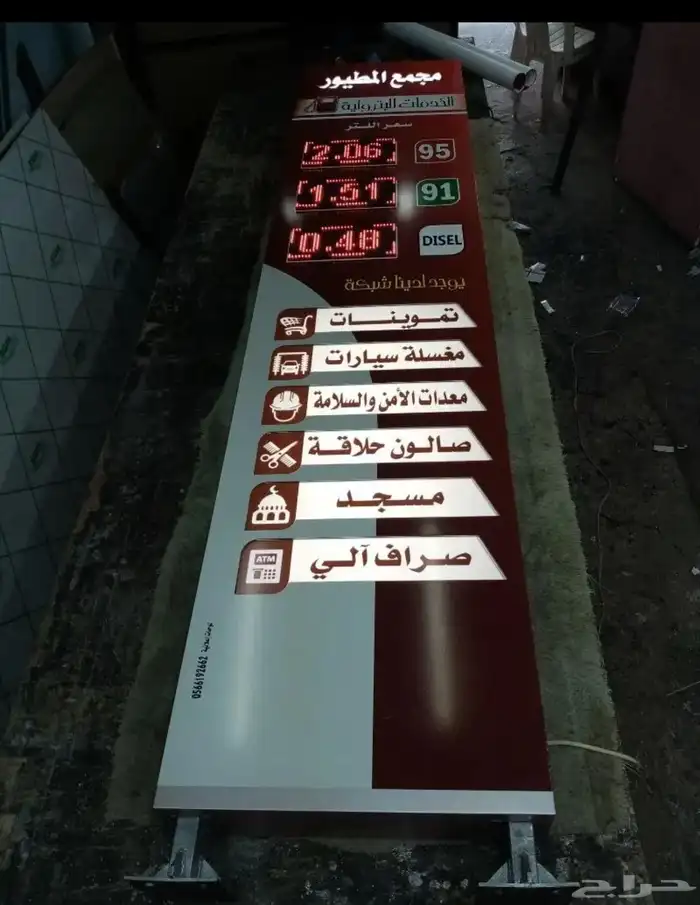 مجمع المطيور
الخدمات البترولية
سعر اللتر
2.06 95
1.51 91
0.48 DISEL
يوجد لدينا شبكة
تموينات
مغسلة سيارات
معدات الأمن والسلامة
صالون حلاقة
مسجد
ATM
صراف آلي
0566192662
حراج